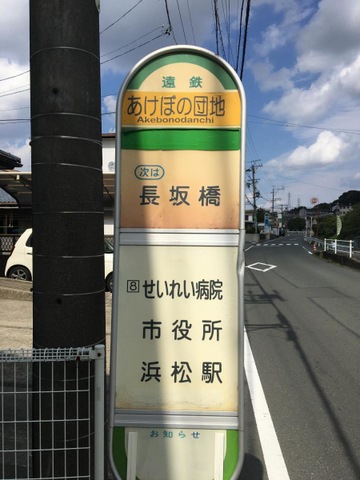 遠鉄
あけぼの団地
Akebonodanchi
次は
長坂橋
8 せいれい病院
市役所
浜松駅
お知らせ